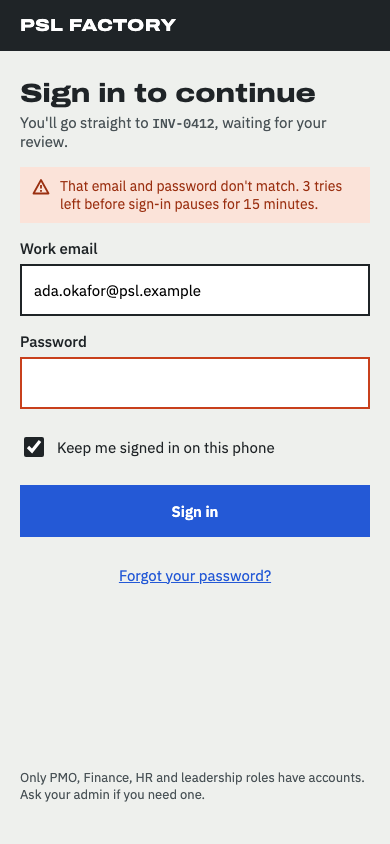 PSL FACTORY
Sign in to continue
You'll go straight to INV-0412, waiting for your
review.
That email and password don't match. 3 tries
left before sign-in pauses for 15 minutes.
Work email
ada.okafor@psl.example
Password
Keep me signed in on this phone
Sign in
Forgot your password?
Only PMO, Finance, HR and leadership roles have accounts.
Ask your admin if you need one.